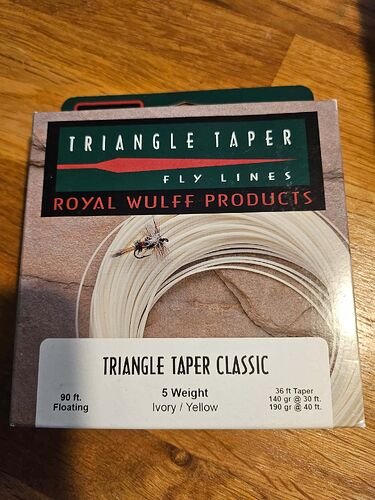 TRIANGLE TAPER
FLY LINES
ROYAL WULFF PRODUCTS
TRIANGLE TAPER CLASSIC
90 ft.
Floating
5 Weight
Ivory / Yellow
36 ft Taper
140 gr @ 30 ft.
190 gr @ 40 ft.